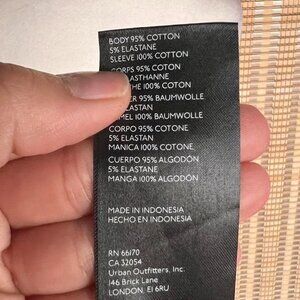 BODY 95% COTTON
5% ELASTANE
SLEEVE 100% COTTON
CORPS 95% COTON
100% COTON
95% BAUMWOLLE
100% BAUMWOLLE
CORPO 95% COTONE
5% ELASTAN
MANICA 100% COTONE,
CUERPO 95% ALGODÓN
5% ELASTANE
MANGA 100% ALGODÓN
MADE IN INDONESIA
HECHO EN INDONESIA
RN 66170
CA 32054
Urban Outfitters, Inc.
146 Brick Lane
LONDON, E1 6RU